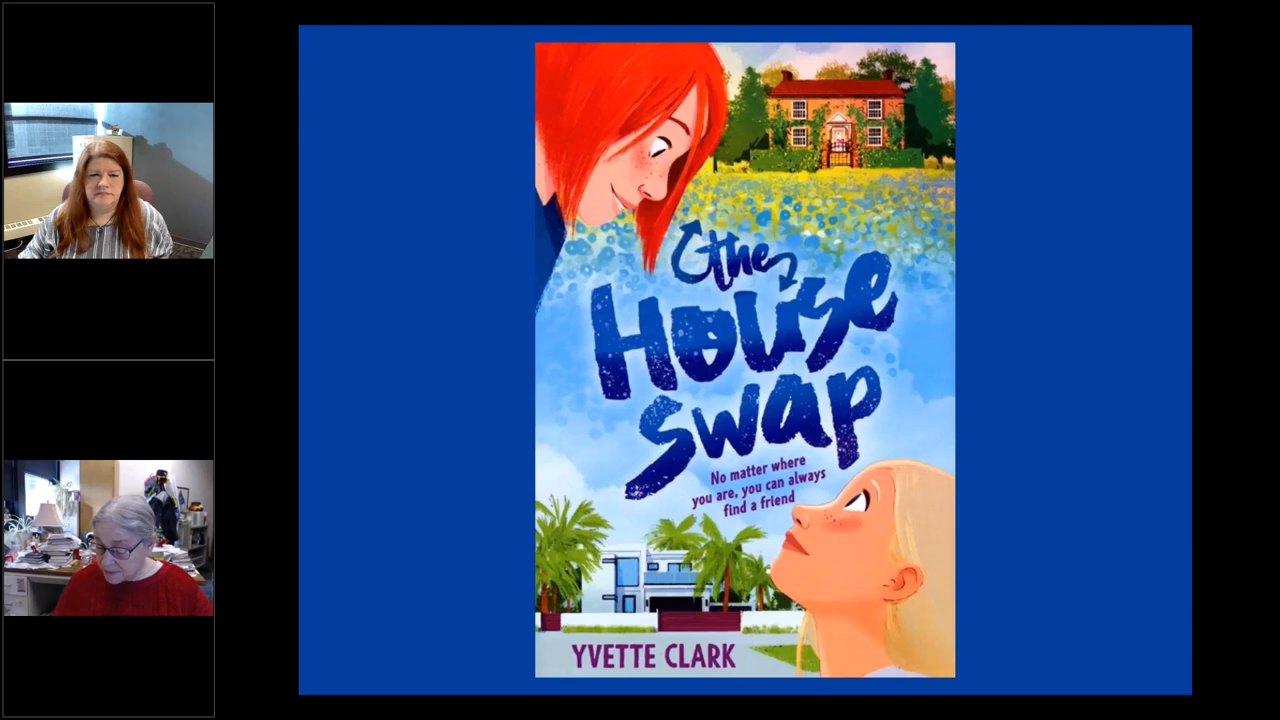 the
House
swap
No matter where
you are, you can always
find a friend
YVETTE CLARK